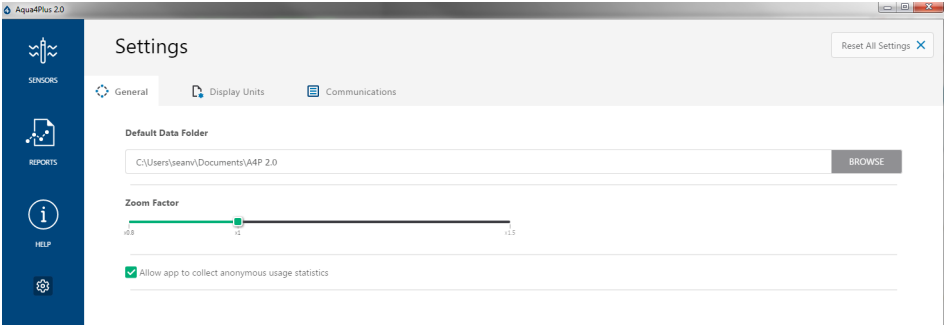 Aqua4Plus 2.0
SENSORS
REPORTS
HELP
Settings
Reset All Settings
General
Display Units
Communications
Default Data Folder
C:\Users\seanv\Documents\A4P 2.0
BROWSE
Zoom Factor
x0.8 x1 x1.5
Allow app to collect anonymous usage statistics